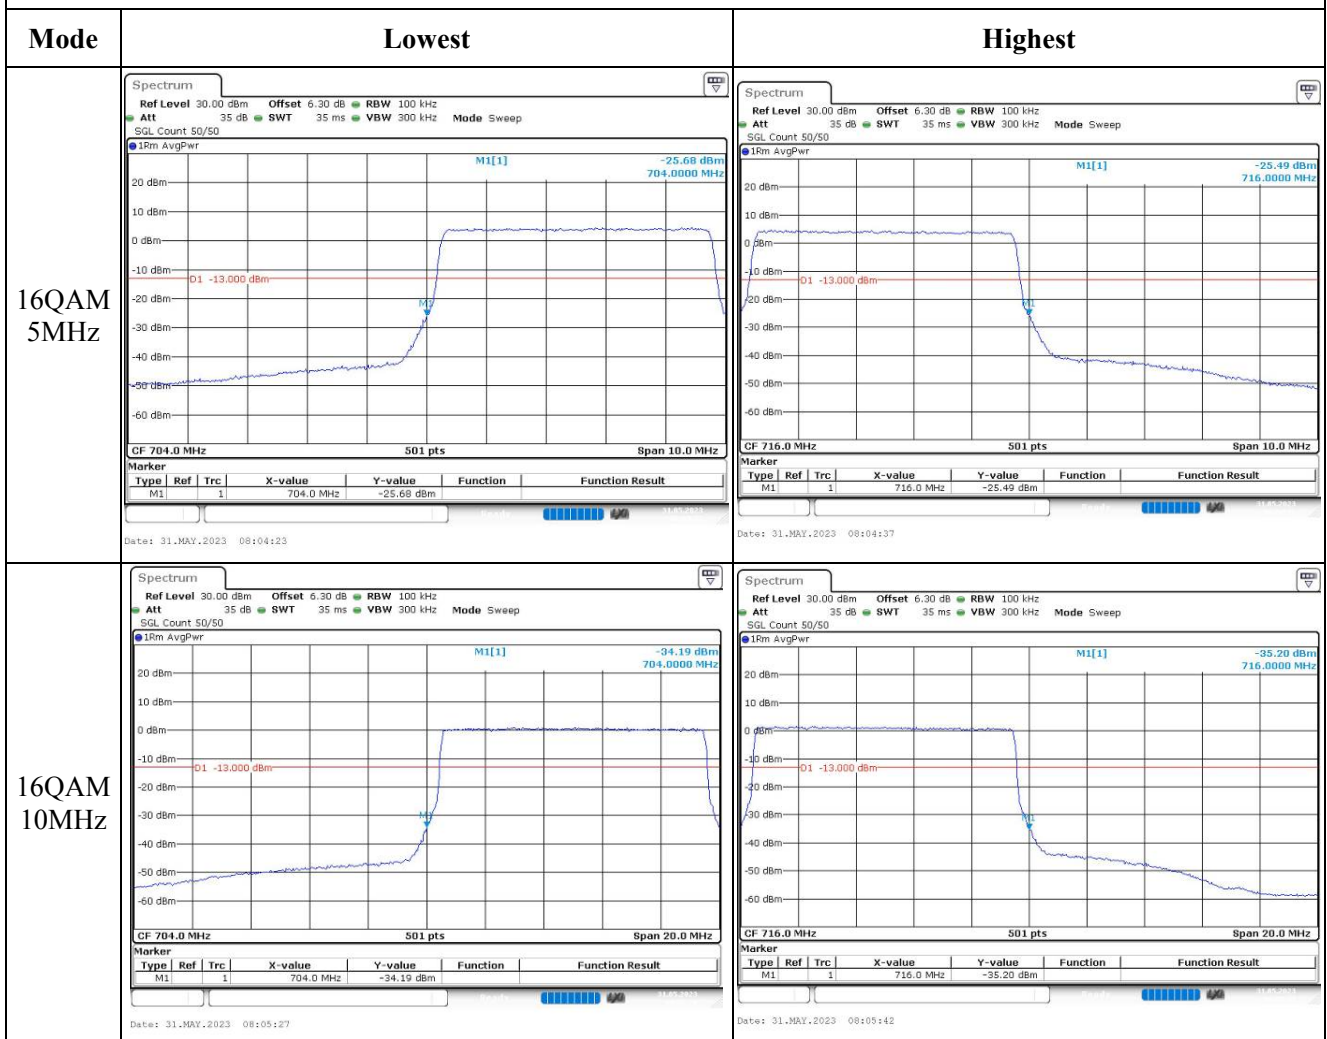 Mode Lowest Highest
16QAM
5MHz
Spectrum
Ref Level 30.00 dBm Offset 6.30 dB RBW 100 kHz
Att 35 dB SWT 35 ms VBW 300 kHz Mode Sweep
SGL Count 50/50
1Rm AvgPwr
M1[1] -25.68 dBm
704.0000 MHz
20 dBm
10 dBm
0 dBm
-10 dBm
D1 -13.000 dBm
-20 dBm
M1
-30 dBm
-40 dBm
-50 dBm
-60 dBm
CF 704.0 MHz 501 pts Span 10.0 MHz
Marker
Type Ref Trc X-value Y-value Function Function Result
M1 1 704.0 MHz -25.68 dBm
31.05.2023
Date: 31.MAY.2023 08:04:23
Spectrum
Ref Level 30.00 dBm Offset 6.30 dB RBW 100 kHz
Att 35 dB SWT 35 ms VBW 300 kHz Mode Sweep
SGL Count 50/50
1Rm AvgPwr
M1[1] -25.49 dBm
716.0000 MHz
20 dBm
10 dBm
0 dBm
-10 dBm
D1 -13.000 dBm
-20 dBm
M1
-30 dBm
-40 dBm
-50 dBm
-60 dBm
CF 716.0 MHz 501 pts Span 10.0 MHz
Marker
Type Ref Trc X-value Y-value Function Function Result
M1 1 716.0 MHz -25.49 dBm
Date: 31.MAY.2023 08:04:37
16QAM
10MHz
Spectrum
Ref Level 30.00 dBm Offset 6.30 dB RBW 100 kHz
Att 35 dB SWT 35 ms VBW 300 kHz Mode Sweep
SGL Count 50/50
1Rm AvgPwr
M1[1] -34.19 dBm
704.0000 MHz
20 dBm
10 dBm
0 dBm
-10 dBm
D1 -13.000 dBm
-20 dBm
-30 dBm
M1
-40 dBm
-50 dBm
-60 dBm
CF 704.0 MHz 501 pts Span 20.0 MHz
Marker
Type Ref Trc X-value Y-value Function Function Result
M1 1 704.0 MHz -34.19 dBm
Date: 31.MAY.2023 08:05:27
Spectrum
Ref Level 30.00 dBm Offset 6.30 dB RBW 100 kHz
Att 35 dB SWT 35 ms VBW 300 kHz Mode Sweep
SGL Count 50/50
1Rm AvgPwr
M1[1] -35.20 dBm
716.0000 MHz
20 dBm
10 dBm
0 dBm
-10 dBm
D1 -13.000 dBm
-20 dBm
-30 dBm
M1
-40 dBm
-50 dBm
-60 dBm
CF 716.0 MHz 501 pts Span 20.0 MHz
Marker
Type Ref Trc X-value Y-value Function Function Result
M1 1 716.0 MHz -35.20 dBm
Date: 31.MAY.2023 08:05:42